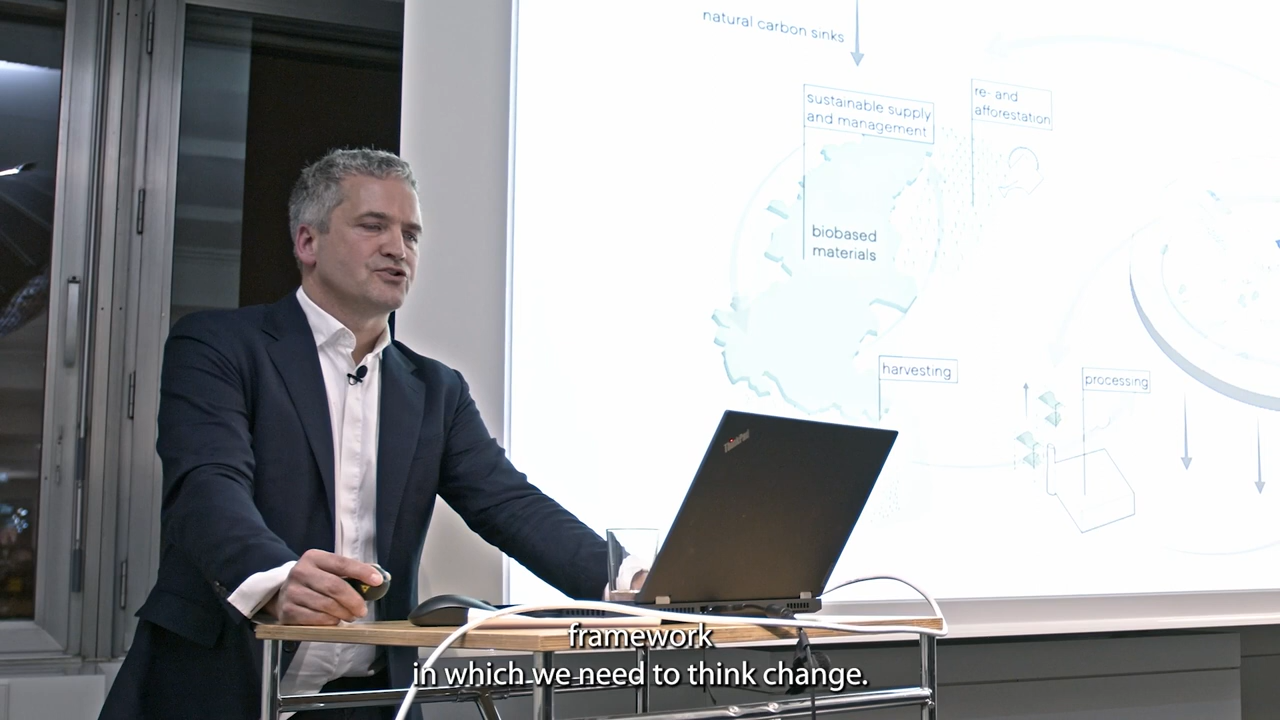 natural carbon sinks
sustainable supply
and management
re- and
afforestation
biobased
materials
harvesting
processing
ThinkPad
framework
in which we need to think change.